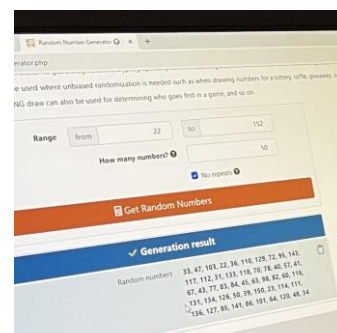 Random Number Generator
erator.php
e used where unbiased randomization is needed such as when drawing numbers for a lottery, raffle, giveaway,
NG draw can also be used for determining who goes first in a game, and so on.
Range from 22 to 152
How many numbers? 50
No repeats
Get Random Numbers
Generation result
Random numbers 33, 47, 103, 22, 36, 110, 129, 72, 95, 143,
117, 112, 31, 133, 118, 70, 78, 40, 57, 41,
67, 43, 77, 83, 84, 45, 63, 98, 82, 60, 116,
131, 134, 126, 50, 39, 150, 23, 114, 111,
136, 127, 85, 141, 86, 101, 64, 120, 48, 34